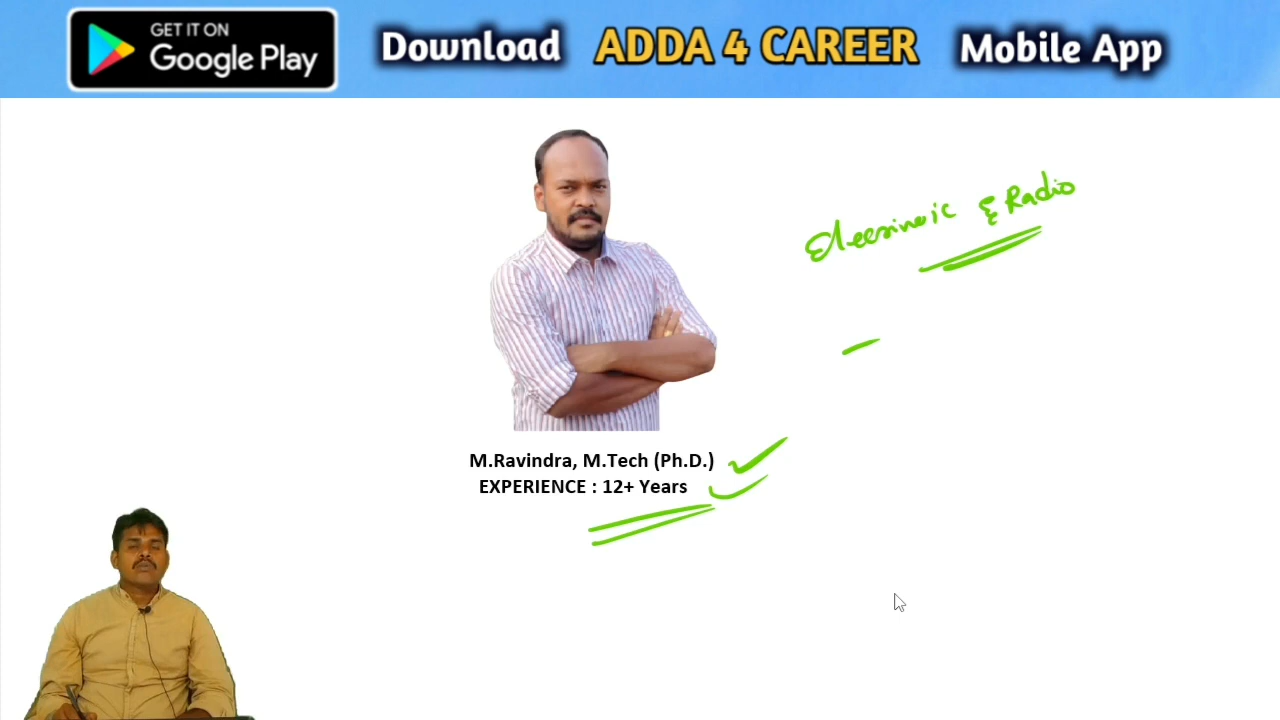 GET IT ON
Google Play
Download ADDA 4 CAREER Mobile App
& Radio
M.Ravindra, M.Tech (Ph.D.)
EXPERIENCE : 12+ Years